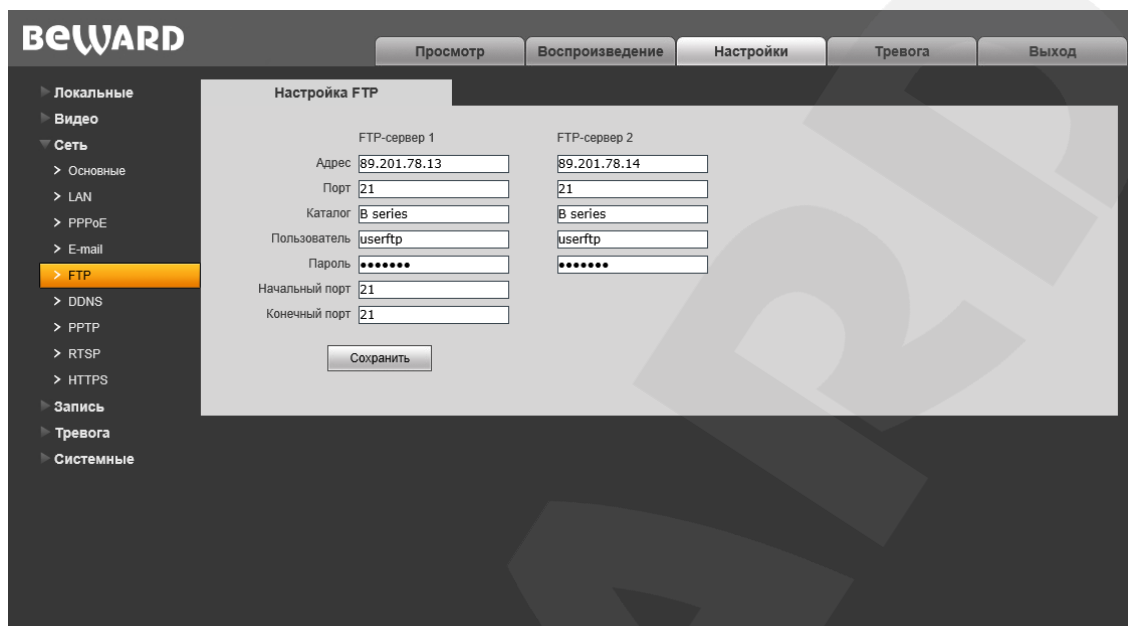 BEWARD
Просмотр Воспроизведение Настройки Тревога Выход
Локальные
Видео
Сеть
> Основные
> LAN
> PPPoE
> E-mail
> FTP
> DDNS
> PPTP
> RTSP
> HTTPS
Запись
Тревога
Системные
Настройка FTP
FTP-сервер 1 FTP-сервер 2
Адрес 89.201.78.13 89.201.78.14
Порт 21 21
Каталог B series B series
Пользователь userftp userftp
Пароль ••••••• •••••••
Начальный порт 21
Конечный порт 21
Сохранить